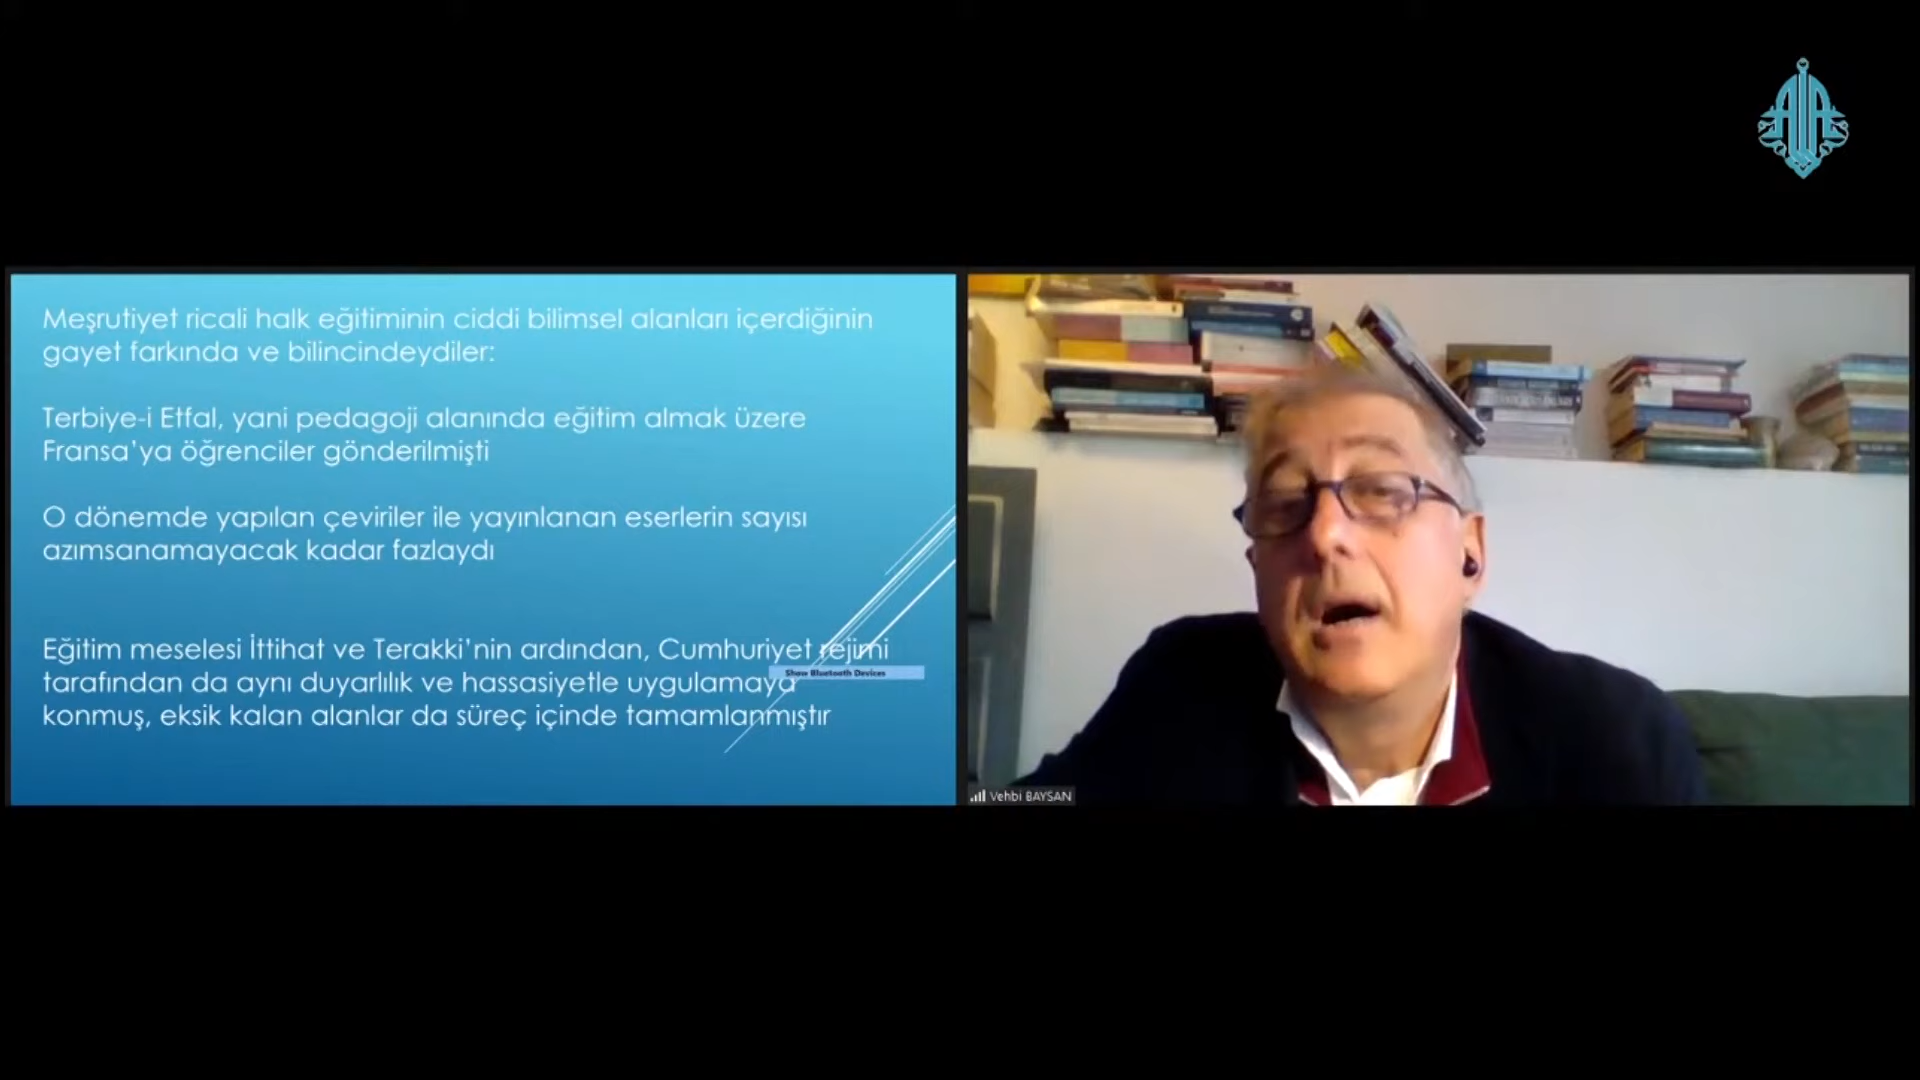 Meşrutiyet ricali halk eğitiminin ciddi bilimsel alanları içerdiğinin
gayet farkında ve bilincindeydiler:
Terbiye-i Etfal, yani pedagoji alanında eğitim almak üzere
Fransa'ya öğrenciler gönderilmişti
O dönemde yapılan çeviriler ile yayınlanan eserlerin sayısı
azımsanamayacak kadar fazlaydı
Eğitim meselesi İttihat ve Terakki'nin ardından, Cumhuriyet rejimi
Show Bluetooth Devices
tarafından da aynı duyarlılık ve hassasiyetle uygulamaya
konmuş, eksik kalan alanlar da süreç içinde tamamlanmıştır
Vehbi BAYSAN